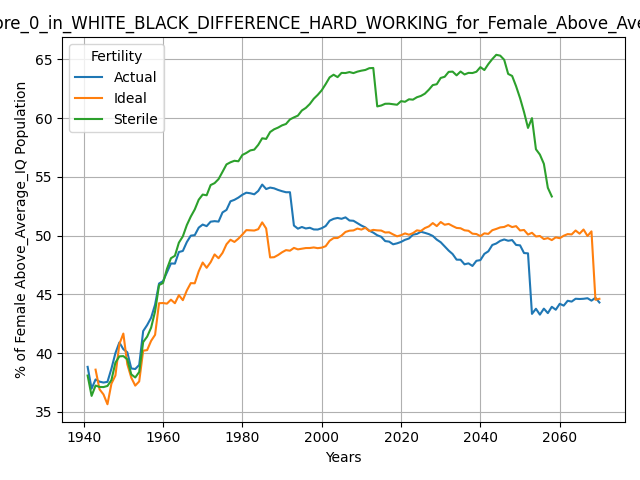 ore_0_in_WHITE_BLACK_DIFFERENCE_HARD_WORKING_for_Female_Above_Ave
% of Female Above_Average_IQ Population
65
60
55
50
45
40
35
Fertility
Actual
Ideal
Sterile
1940
1960
1980
2000
2020
2040
2060
Years